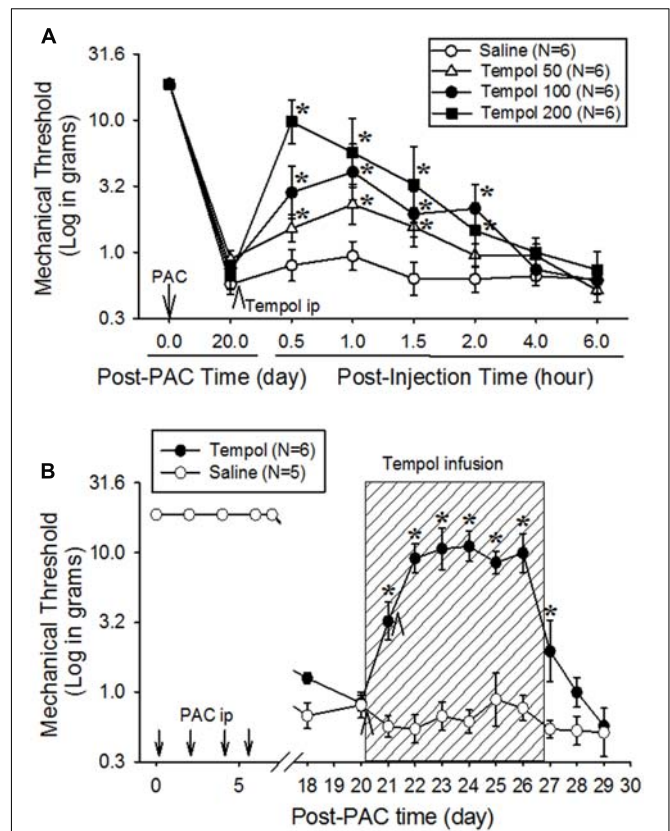 A
31.6
10.0
3.2
1.0
0.3
Mechanical Threshold
(Log in grams)
Saline (N=6)
Tempol 50 (N=6)
Tempol 100 (N=6)
Tempol 200 (N=6)
* * * *
* * * *
* * *
PAC
Tempol ip
0.0 20.0 0.5 1.0 1.5 2.0 4.0 6.0
Post-PAC Time (day) Post-Injection Time (hour)
Tempol (N=6)
Saline (N=5)
Tempol infusion
B
31.6
10.0
3.2
1.0
0.3
Mechanical Threshold
(Log in grams)
* * * * * * *
PAC ip
0 5 18 19 20 21 22 23 24 25 26 27 28 29 30
Post-PAC time (day)